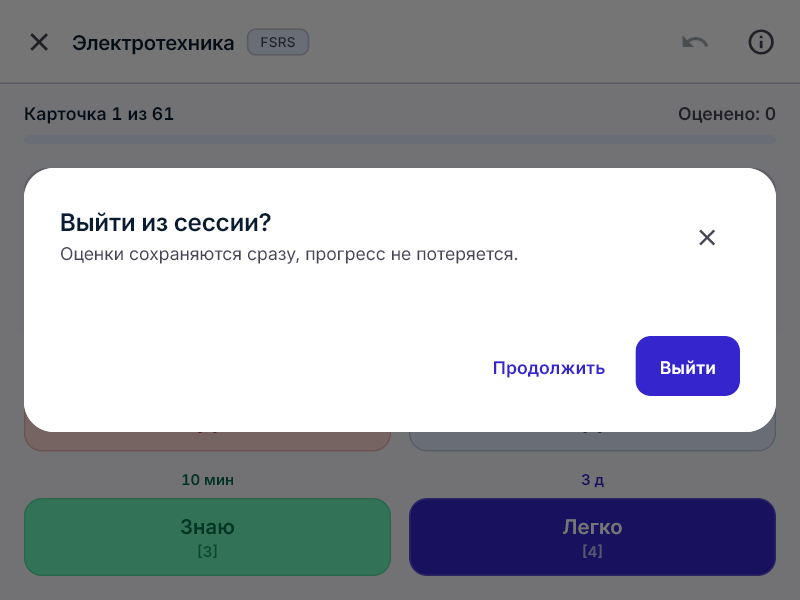 Электротехника FSRS
Карточка 1 из 61
Оценено: 0
Выйти из сессии?
Оценки сохраняются сразу, прогресс не потеряется.
Продолжить
Выйти
10 мин
3 д
Знаю
[3]
Легко
[4]